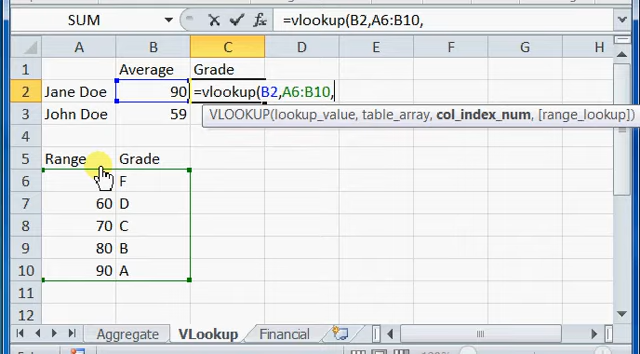 SUM =vlookup(B2,A6:B10,
A B C D E F G H
1 Average Grade
2 Jane Doe 90 =vlookup(B2,A6:B10,
3 John Doe 59 VLOOKUP(lookup_value, table_array, col_index_num, [range_lookup])
4
5 Range Grade
6 F
7 60 D
8 70 C
9 80 B
10 90 A
11
12
Aggregate VLookup Financial